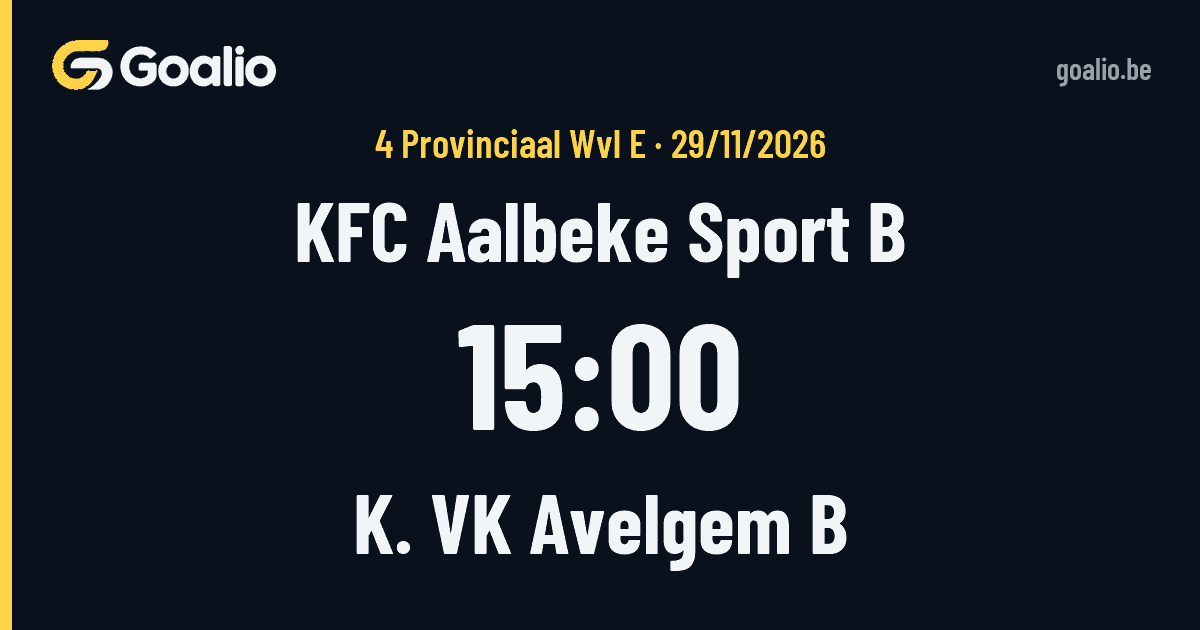 Goalio
goalio.be
4 Provinciaal Wvl E · 29/11/2026
KFC Aalbeke Sport B
15:00
K. VK Avelgem B